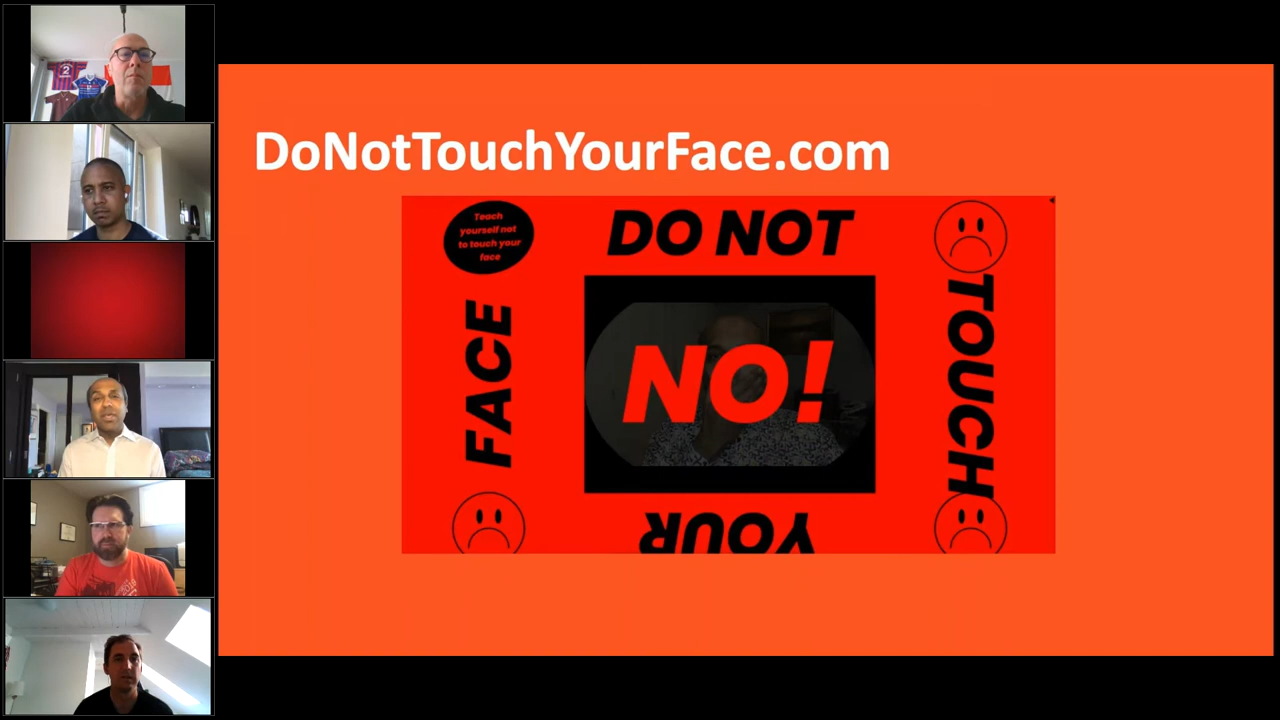 DoNotTouchYourFace.com
Teach
yourself not
to touch your
face
DO NOT
TOUCH
YOUR
FACE
NO!